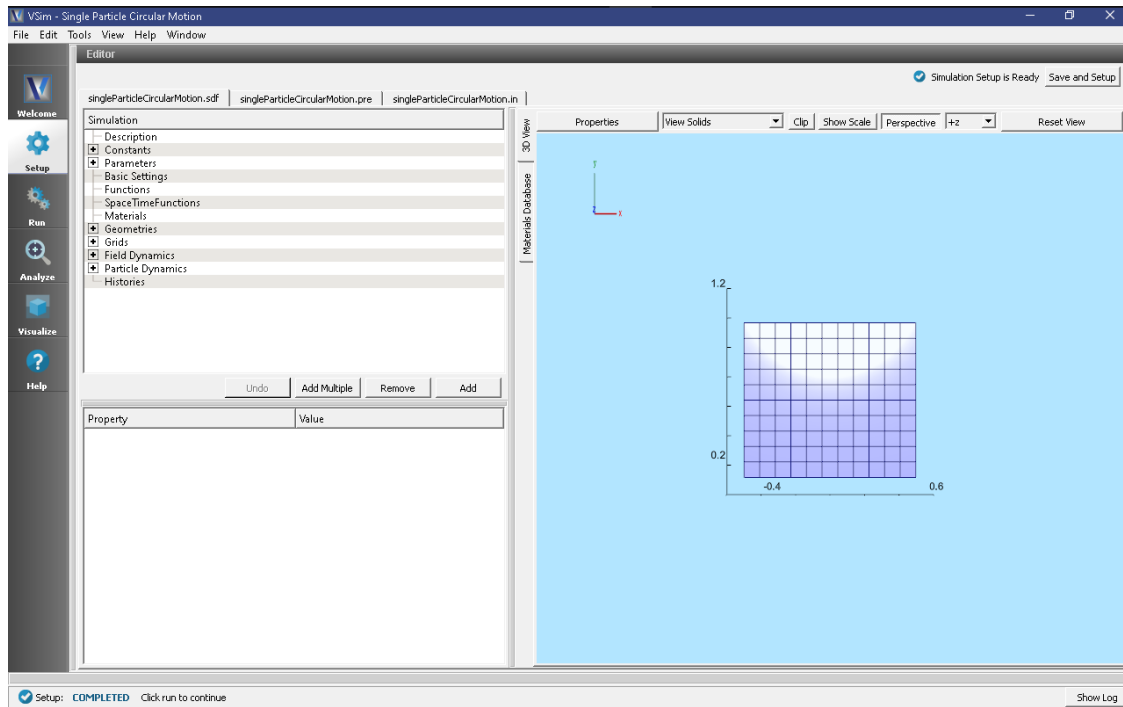 VSim - Single Particle Circular Motion
File Edit Tools View Help Window
Editor
Simulation Setup is Ready Save and Setup
singleParticleCircularMotion.sdf singleParticleCircularMotion.pre singleParticleCircularMotion.in
Welcome
Setup
Run
Analyze
Visualize
Help
Simulation
Description
Constants
Parameters
Basic Settings
Functions
SpaceTimeFunctions
Materials
Geometries
Grids
Field Dynamics
Particle Dynamics
Histories
Undo Add Multiple Remove Add
Property Value
3D View
Materials Database
Properties View Solids Clip Show Scale Perspective +z Reset View
Y
Z X
1.2
0.2
-0.4 0.6
Setup: COMPLETED Click run to continue Show Log